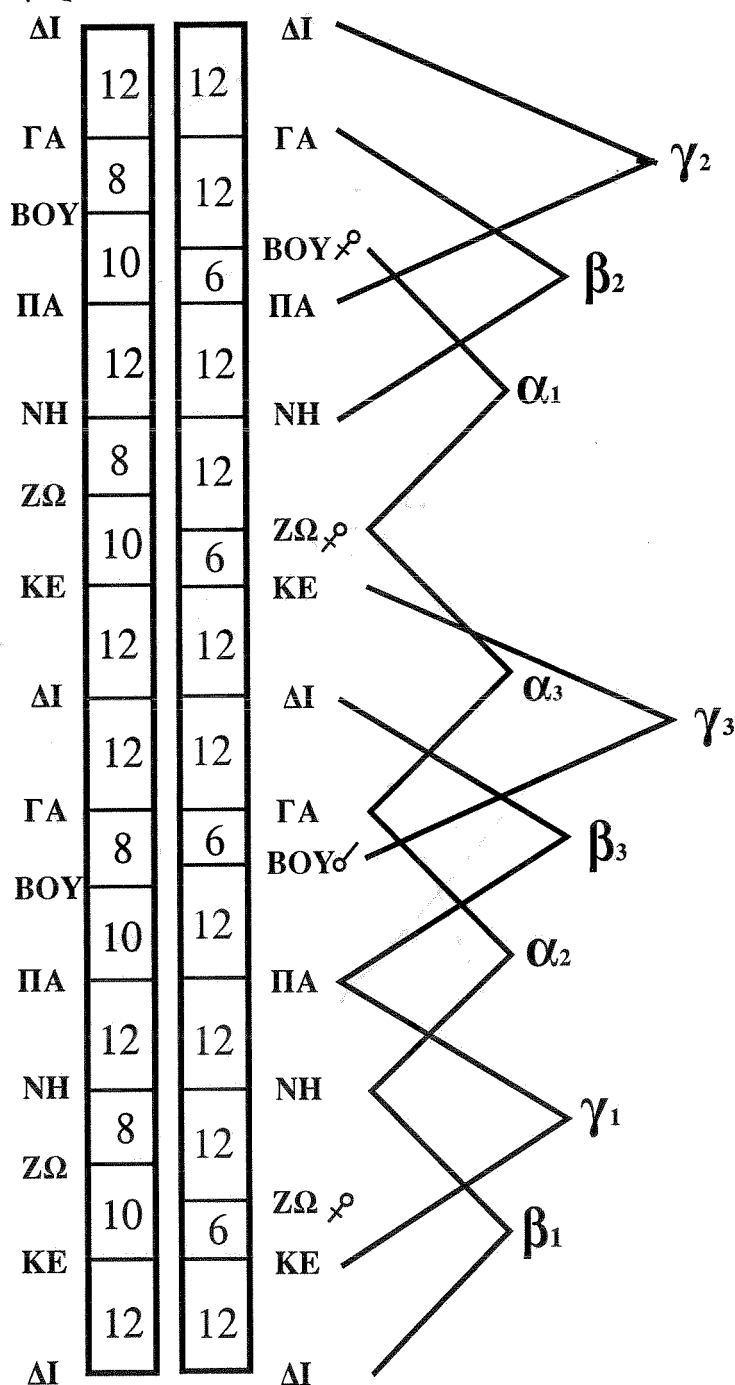 ΔΙ ΔΙ
12 12
ΓΑ ΓΑ γ2
8 12
ΒΟΥ ΒΟΥ
10 6 β2
ΠΑ ΠΑ
12 12 α1
ΝΗ ΝΗ
8 12
ΖΩ ΖΩ
10 6
ΚΕ ΚΕ
12 12 α3
ΔΙ ΔΙ γ3
12 12
ΓΑ ΓΑ
8 6 β3
ΒΟΥ ΒΟΥ
10 12 α2
ΠΑ ΠΑ
12 12
ΝΗ ΝΗ γ1
8 12
ΖΩ ΖΩ
10 6 β1
ΚΕ ΚΕ
12 12
ΔΙ ΔΙ